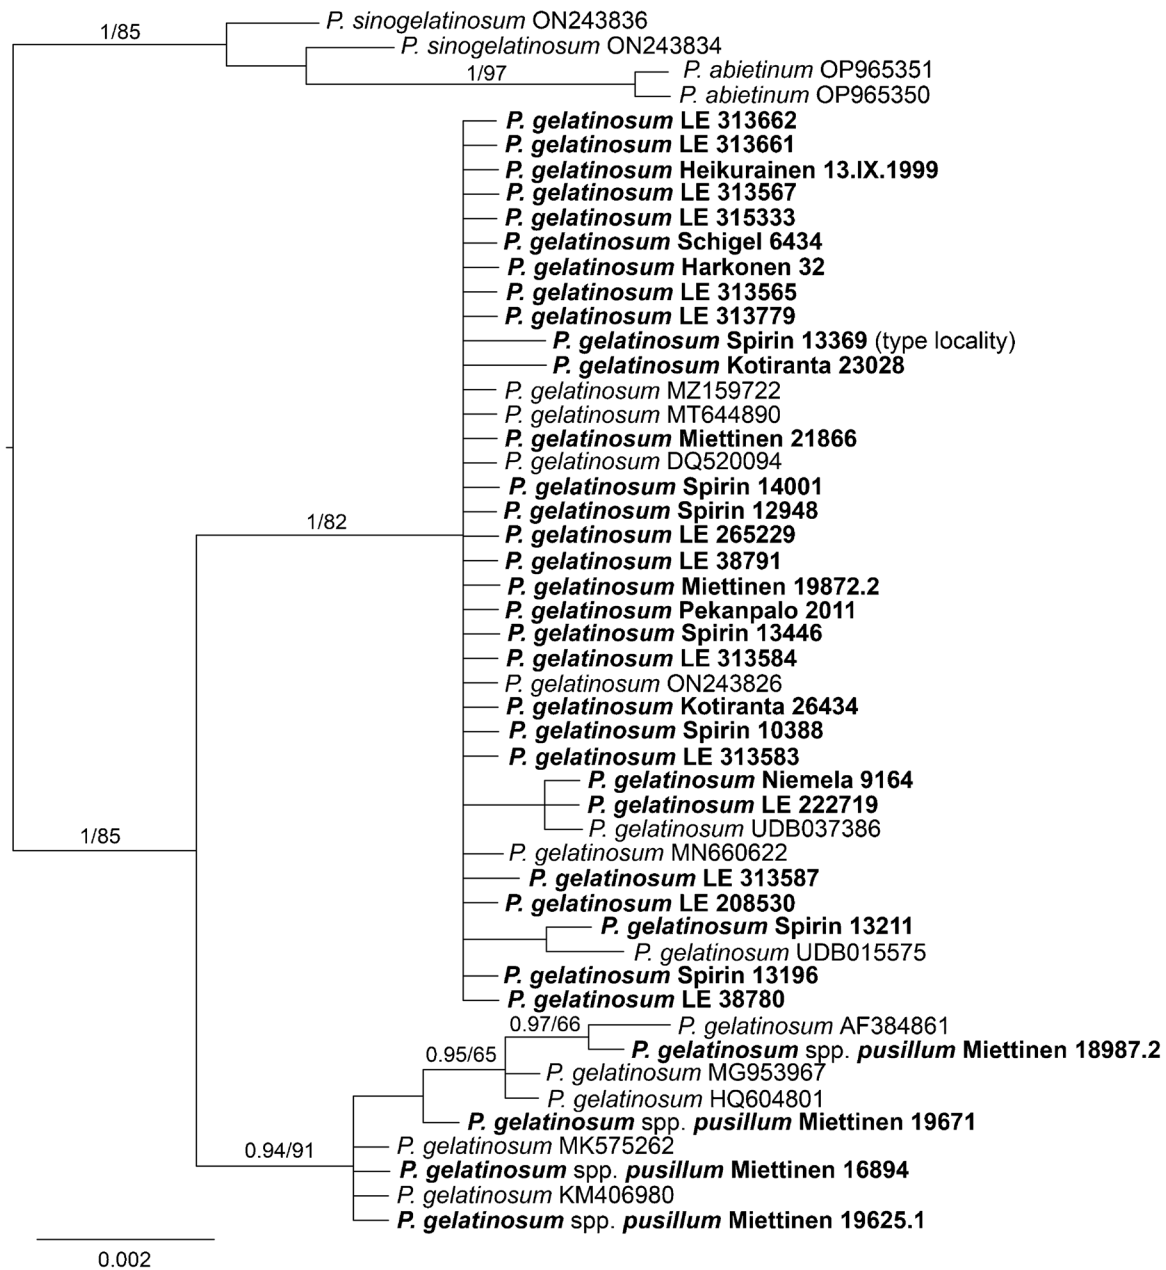 P. sinogelatinosum ON243836
1/85
P. sinogelatinosum ON243834
P. abietinum OP965351
1/97
P. abietinum OP965350
P. gelatinosum LE 313662
P. gelatinosum LE 313661
P. gelatinosum Heikurainen 13.IX.1999
P. gelatinosum LE 313567
P. gelatinosum LE 315333
P. gelatinosum Schigel 6434
P. gelatinosum Harkonen 32
P. gelatinosum LE 313565
P. gelatinosum LE 313779
P. gelatinosum Spirin 13369 (type locality)
P. gelatinosum Kotiranta 23028
P. gelatinosum MZ159722
P. gelatinosum MT644890
P. gelatinosum Miettinen 21866
P. gelatinosum DQ520094
P. gelatinosum Spirin 14001
P. gelatinosum Spirin 12948
1/82
P. gelatinosum LE 265229
P. gelatinosum LE 38791
P. gelatinosum Miettinen 19872.2
P. gelatinosum Pekanpalo 2011
P. gelatinosum Spirin 13446
P. gelatinosum LE 313584
P. gelatinosum ON243826
P. gelatinosum Kotiranta 26434
P. gelatinosum Spirin 10388
P. gelatinosum LE 313583
P. gelatinosum Niemela 9164
P. gelatinosum LE 222719
P. gelatinosum UDB037386
1/85
P. gelatinosum MN660622
P. gelatinosum LE 313587
P. gelatinosum LE 208530
P. gelatinosum Spirin 13211
P. gelatinosum UDB015575
P. gelatinosum Spirin 13196
P. gelatinosum LE 38780
0.97/66
P. gelatinosum AF384861
P. gelatinosum spp. pusillum Miettinen 18987.2
0.95/65
P. gelatinosum MG953967
P. gelatinosum HQ604801
P. gelatinosum spp. pusillum Miettinen 19671
0.94/91
P. gelatinosum MK575262
P. gelatinosum spp. pusillum Miettinen 16894
P. gelatinosum KM406980
P. gelatinosum spp. pusillum Miettinen 19625.1
0.002